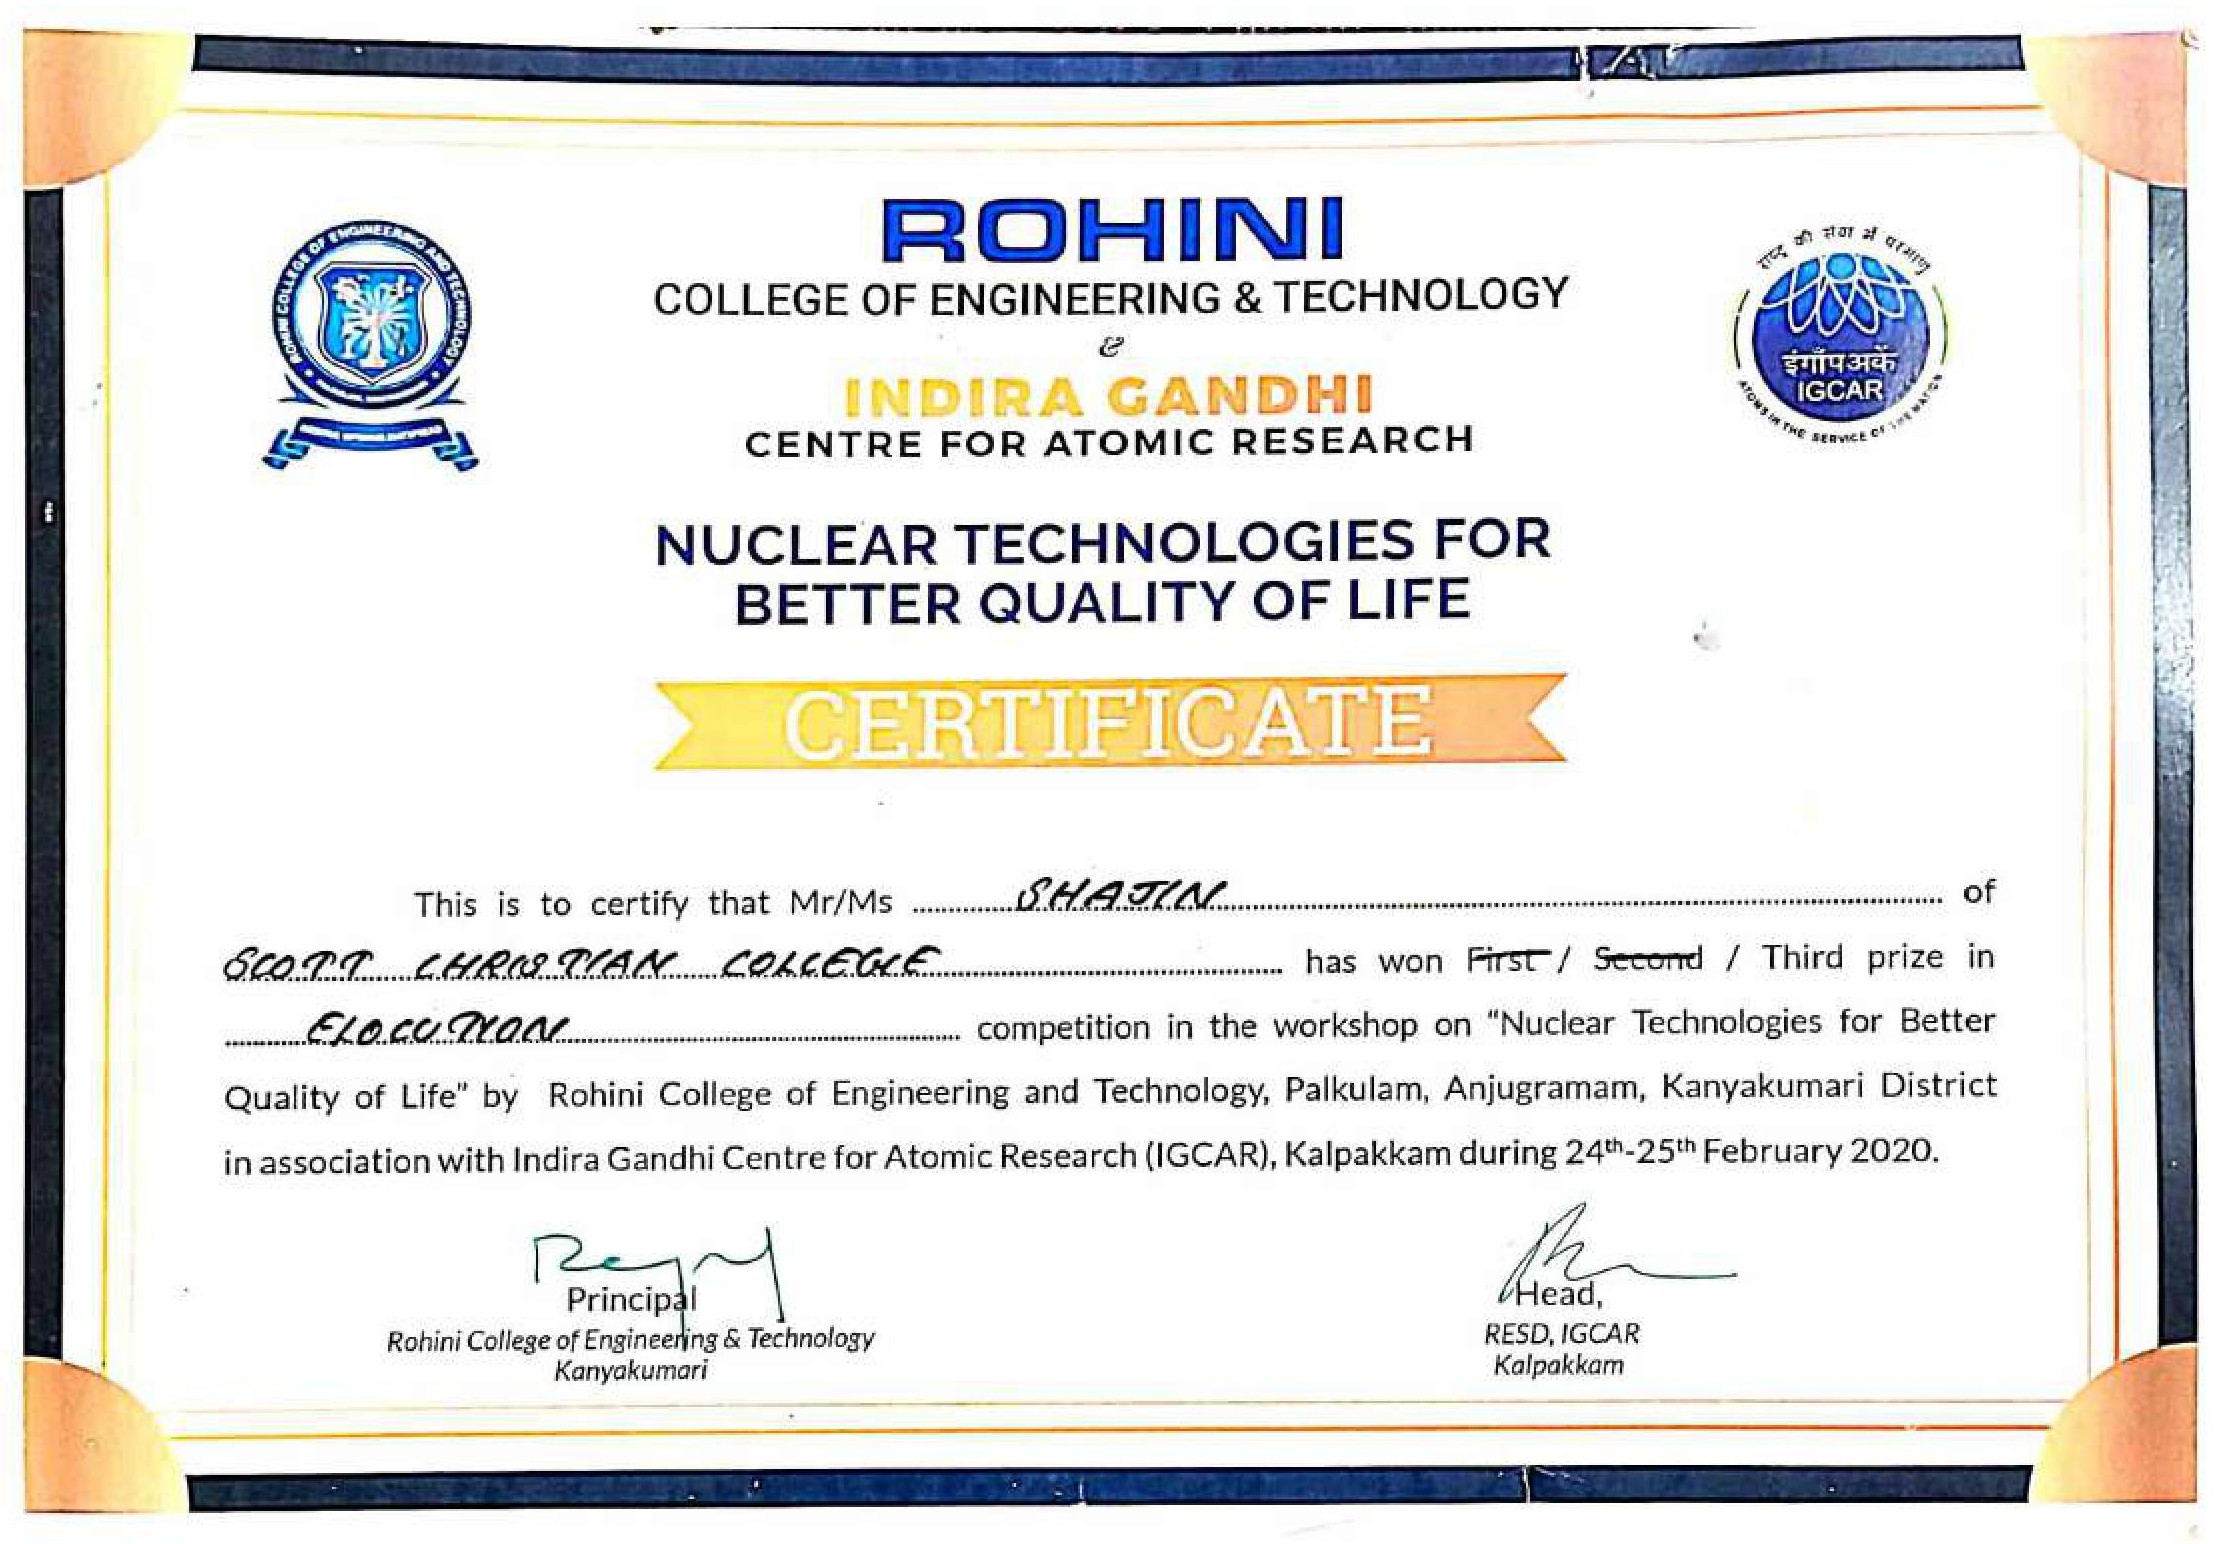 ROHINI COLLEGE OF ENGINEERING AND TECHNOLOGY
ROHINI
COLLEGE OF ENGINEERING & TECHNOLOGY
&
INDIRA GANDHI
CENTRE FOR ATOMIC RESEARCH
राष्ट्र की सेवा में परमाणु
इंगाँपअकें
IGCAR
ATOMS IN THE SERVICE OF THE NATION
NUCLEAR TECHNOLOGIES FOR
BETTER QUALITY OF LIFE
CERTIFICATE
This is to certify that Mr/Ms SHAJIN of
SCOTT CHRISTIAN COLLEGE has won First / Second / Third prize in
ELOCUTION competition in the workshop on “Nuclear Technologies for Better
Quality of Life” by Rohini College of Engineering and Technology, Palkulam, Anjugramam, Kanyakumari District
in association with Indira Gandhi Centre for Atomic Research (IGCAR), Kalpakkam during 24th-25th February 2020.
Principal
Rohini College of Engineering & Technology
Kanyakumari
Head,
RESD, IGCAR
Kalpakkam